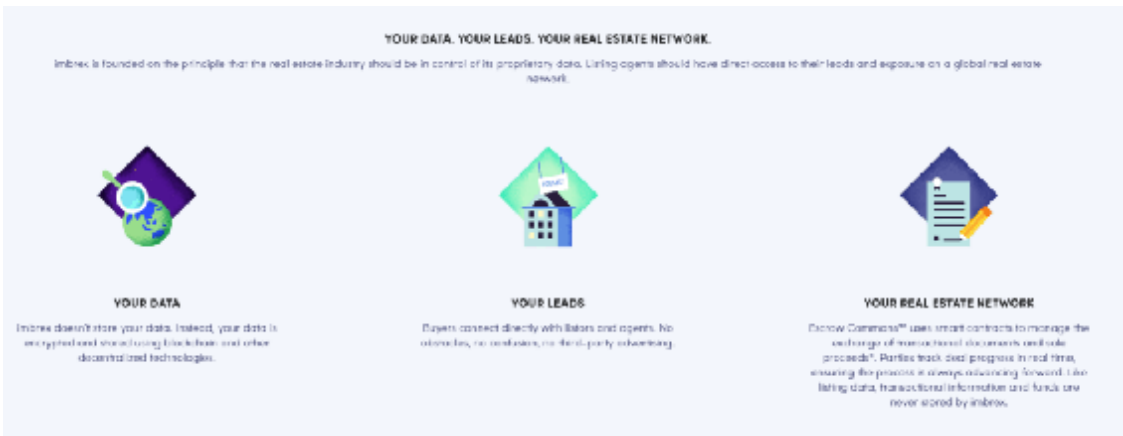 YOUR DATA. YOUR LEADS. YOUR REAL ESTATE NETWORK.
imbrex is founded on the principle that the real estate industry should be in control of its proprietary data. Listing agents should have direct access to their leads and exposure on a global real estate
network.
YOUR DATA
imbrex doesn't store your data. Instead, your data is
encrypted and stored using blockchain and other
decentralized technologies.
YOUR LEADS
Buyers connect directly with listors and agents. No
obstacles, no confusion, no third-party advertising.
YOUR REAL ESTATE NETWORK
Escrow Commons℠ uses smart contracts to manage the
exchange of transactional documents and sale
proceeds*. Parties track deal progress in real time,
ensuring the process is always advancing forward. Like
listing data, transactional information and funds are
never stored by imbrex.